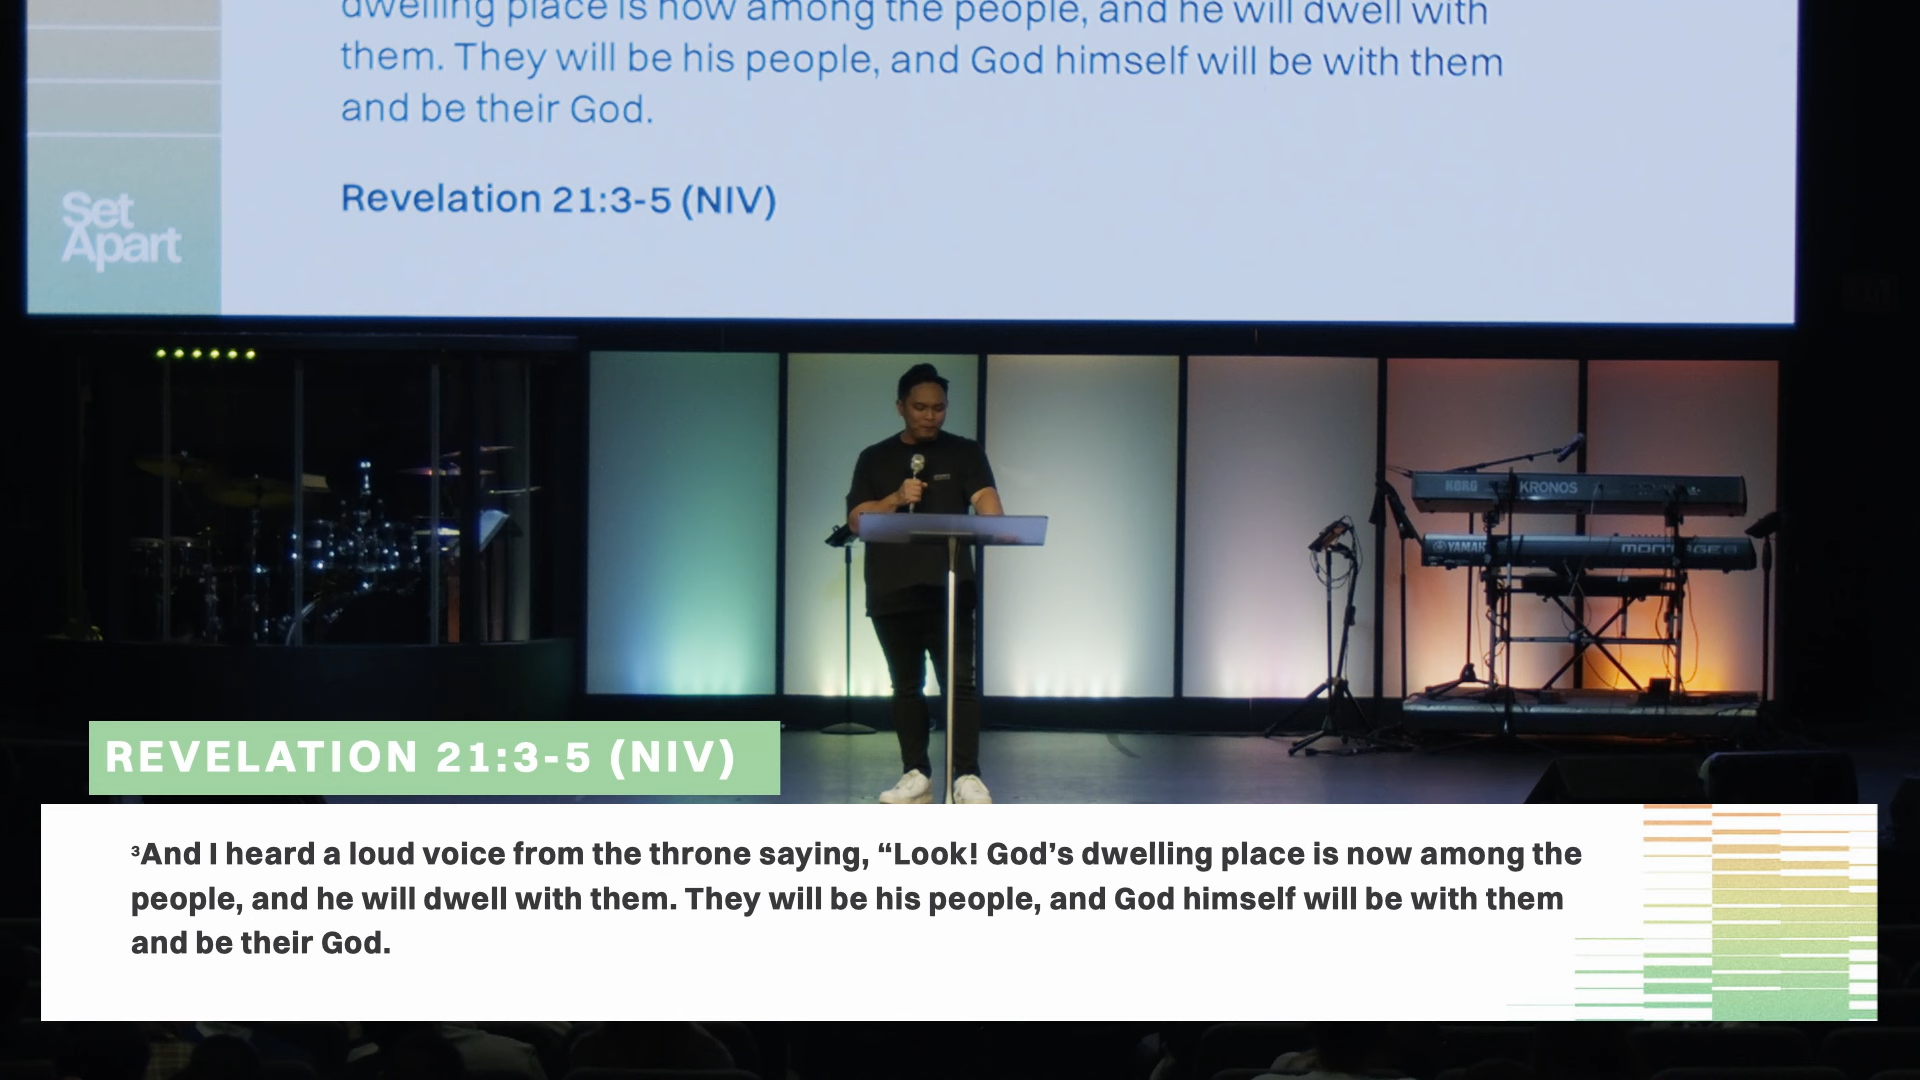 dwelling place is now among the people, and he will dwell with
them. They will be his people, and God himself will be with them
and be their God.
Revelation 21:3-5 (NIV)
Set
Apart
KORG KRONOS
YAMAHA
REVELATION 21:3-5 (NIV)
³And I heard a loud voice from the throne saying, “Look! God’s dwelling place is now among the
people, and he will dwell with them. They will be his people, and God himself will be with them
and be their God.